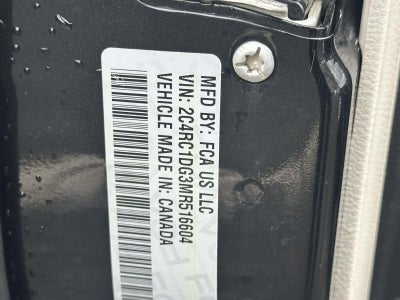 MFD BY: FCA US LLC
VIN: 2C4RC1DG3MR516604
VEHICLE MADE IN: CANADA